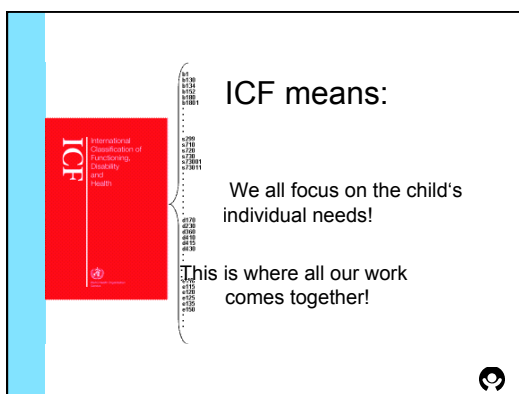 ICF means:
ICF
International
Classification of
Functioning,
Disability
and
Health
b1
b130
b134
b152
b180
b1801
s299
s710
s720
s730
s73001
s73011
We all focus on the child's
individual needs!
d170
d230
d360
d410
d415
d430
This is where all our work
comes together!
e115
e120
e125
e135
e150